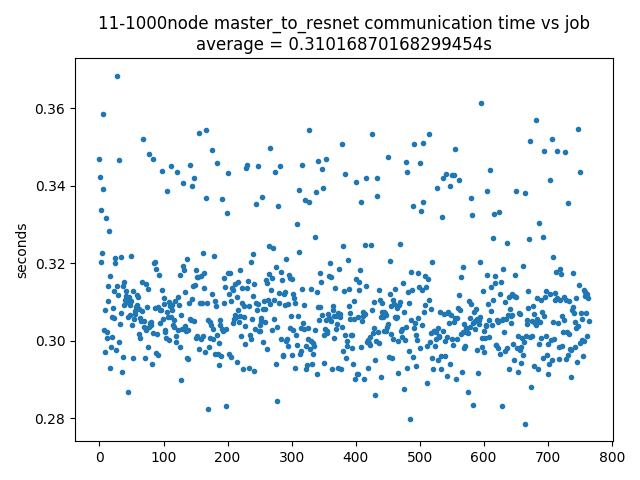 11-1000node master_to_resnet communication time vs job
average = 0.31016870168299454s
seconds
0.36
0.34
0.32
0.30
0.28
0 100 200 300 400 500 600 700 800